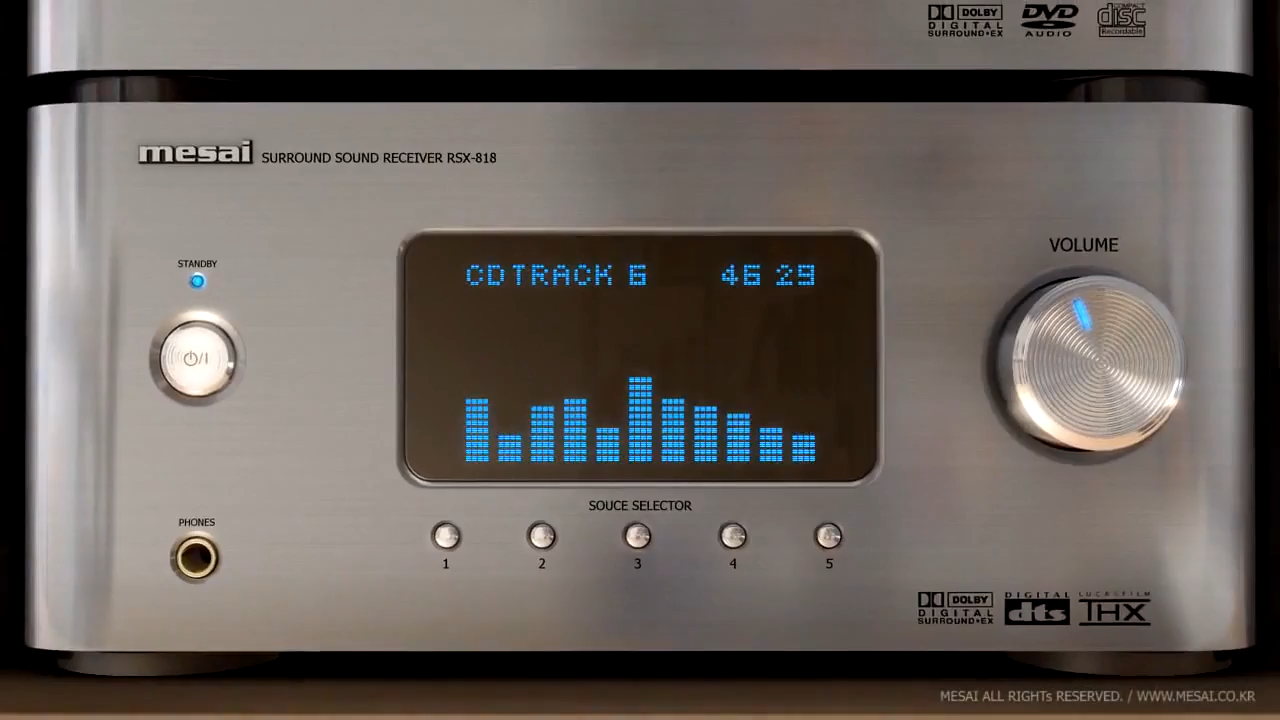 DOLBY
DIGITAL
SURROUND•EX
DVD
AUDIO
COMPACT
disc
Recordable
mesai SURROUND SOUND RECEIVER RSX-818
VOLUME
STANDBY
CD TRACK 6 46 29
PHONES
SOUCE SELECTOR
1 2 3 4 5
DOLBY
DIGITAL
SURROUND•EX
DIGITAL
dts
LUCASFILM
THX
MESAI ALL RIGHTs RESERVED. / WWW.MESAI.CO.KR